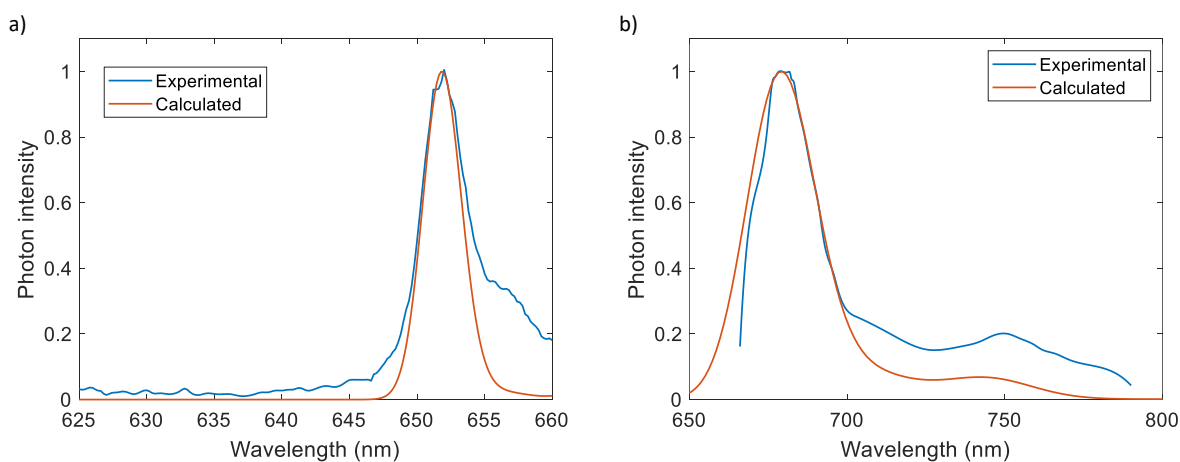 a)
Photon intensity
1
0.8
0.6
0.4
0.2
0
Experimental
Calculated
625 630 635 640 645 650 655 660
Wavelength (nm)
b)
Photon intensity
1
0.8
0.6
0.4
0.2
0
Experimental
Calculated
650 700 750 800
Wavelength (nm)